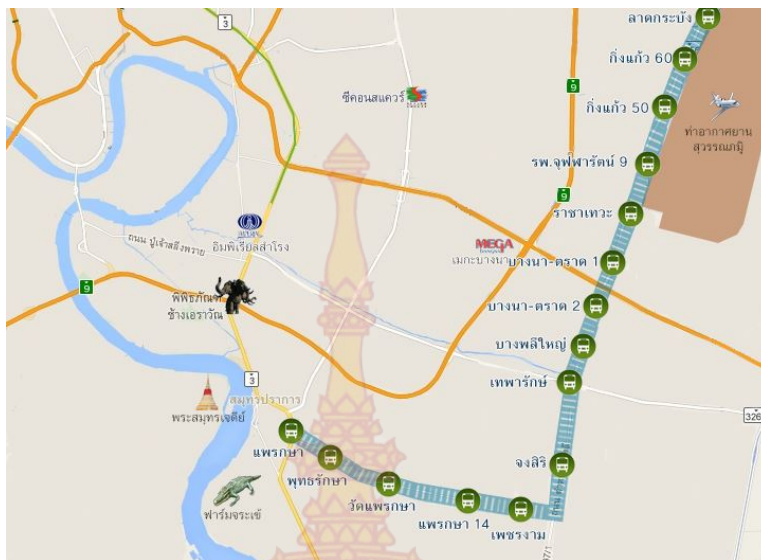 ลาดกระบัง
3
กิ่งแก้ว 60
9
ซีคอนสแควร์
กิ่งแก้ว 50
ท่าอากาศยาน
สุวรรณภูมิ
รพ.จุฬารัตน์ 9
9
ราชาเทวะ
ถนน ปู่เจ้าสมิงพราย
อิมพีเรียลสำโรง
MEGA
เมกะบางนา
บางนา-ตราด 1
9
พิพิธภัณฑ์
ช้างเอราวัณ
บางนา-ตราด 2
บางพลีใหญ่
3
เทพารักษ์
สมุทรปราการ
พระสมุทรเจดีย์
326
แพรกษา
จงสิริ
พุทธรักษา
ฟาร์มจระเข้
วัดแพรกษา
แพรกษา 14
เพชรงาม